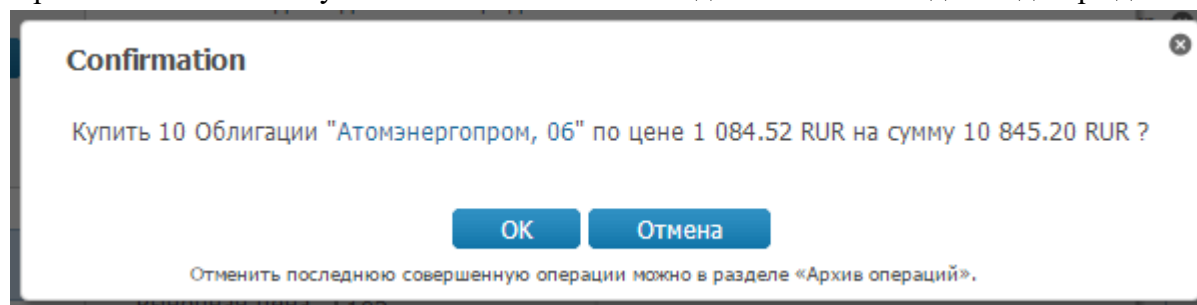 Confirmation
Купить 10 Облигации "Атомэнергопром, 06" по цене 1 084.52 RUR на сумму 10 845.20 RUR ?
OK Отмена
Отменить последнюю совершенную операции можно в разделе «Архив операций».